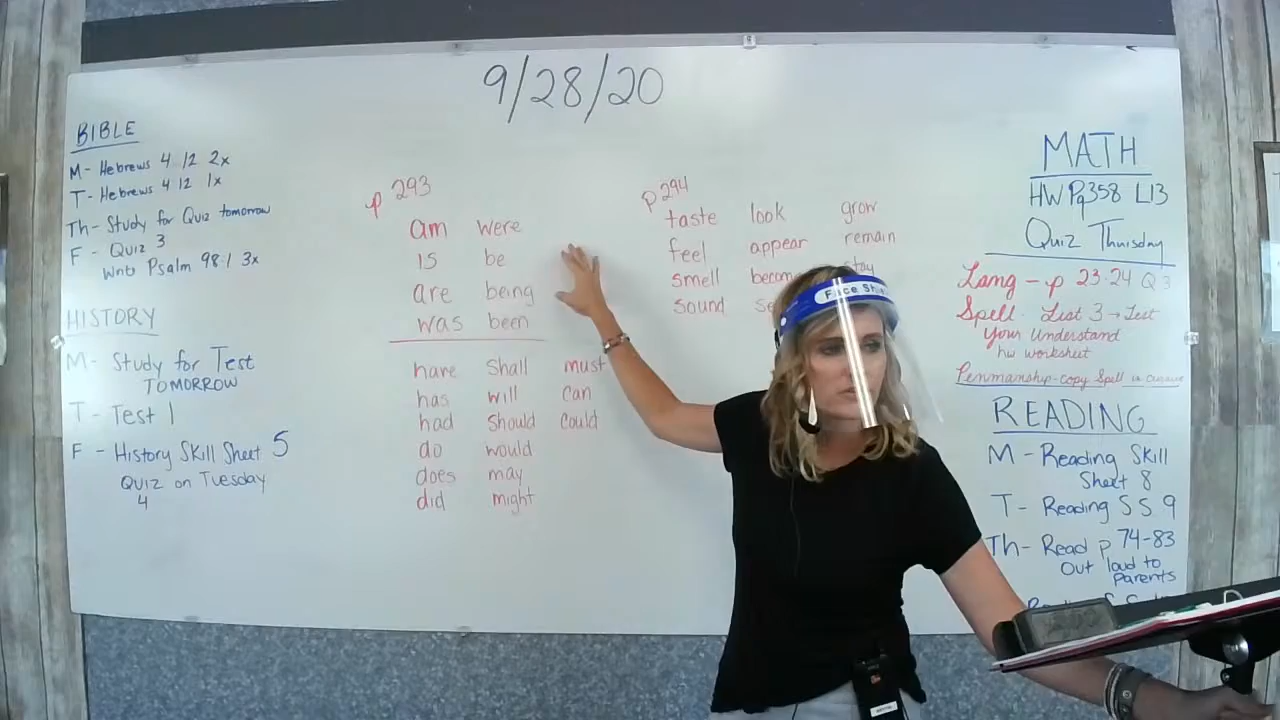 9/28/20
BIBLE
M- Hebrews 4 12 2x
T- Hebrews 4 12 1x
Th- Study for Quiz tomorrow
F - Quiz 3
Write Psalm 98:1 3x
HISTORY
M- Study for Test
TOMORROW
T - Test 1
F - History Skill Sheet 5
Quiz on Tuesday
4
p 293
am were
is be
are being
was been
have shall must
has will can
had should could
do would
does may
did might
p 294
taste look grow
feel appear remain
smell become stay
sound
Face Shield
MATH
HW Pg358 L13
Quiz Thursday
Lang - p 23-24 Q3
Spell. List 3 → Test
Your Understand
hw worksheet
Penmanship-copy Spell in cursive
READING
M - Reading Skill
Sheet 8
T- Reading SS 9
Th- Read p 74-83
Out loud to
Parents